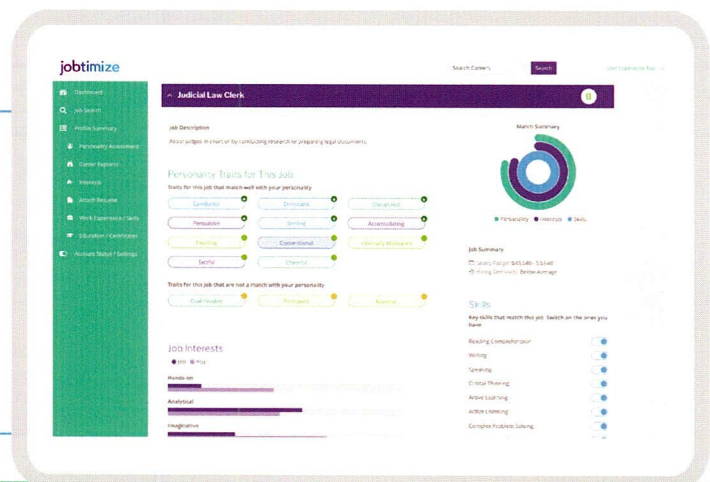 jobtimize
Search Careers
Search
Dashboard
Job Search
Profile Summary
Personality Assessment
Career Explorer
Interests
Attach Resume
Work Experience / Skills
Education / Certificates
Account Status / Settings
Judicial Law Clerk
Job Description
Assist judges in court or by conducting research or preparing legal documents.
Personality Traits for This Job
Traits for this job that match well with your personality
Persuasive
Accommodating
Conventional
Tactful
Cheerful
Traits for this job that are not a match with your personality
Job Interests
Job
You
Hands-on
Analytical
Imaginative
Match Summary
Personality
Interests
Skills
Job Summary
Below Average
Skills
Key skills that match this job. Switch on the ones you
have
Reading Comprehension
Writing
Speaking
Critical Thinking
Active Learning
Active Listening
Complex Problem Solving